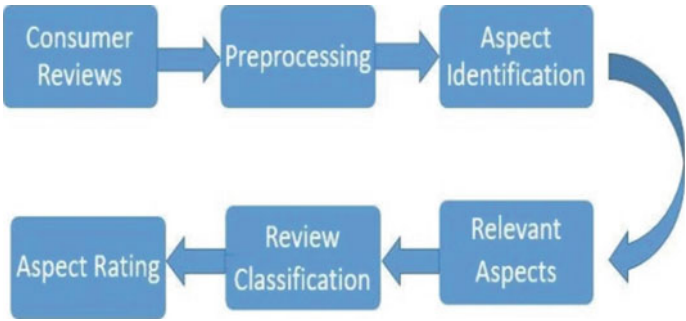 Consumer
Reviews
Preprocessing
Aspect
Identification
Relevant
Aspects
Review
Classification
Aspect Rating